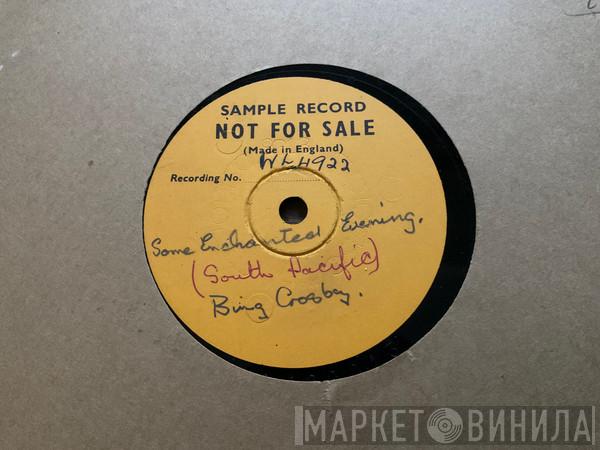 SAMPLE RECORD
NOT FOR SALE
(Made in England)
WL4922
Recording No.
Some Enchanted Evening.
(South Pacific)
Bing Crosby.
МАРКЕТ ВИНИЛА